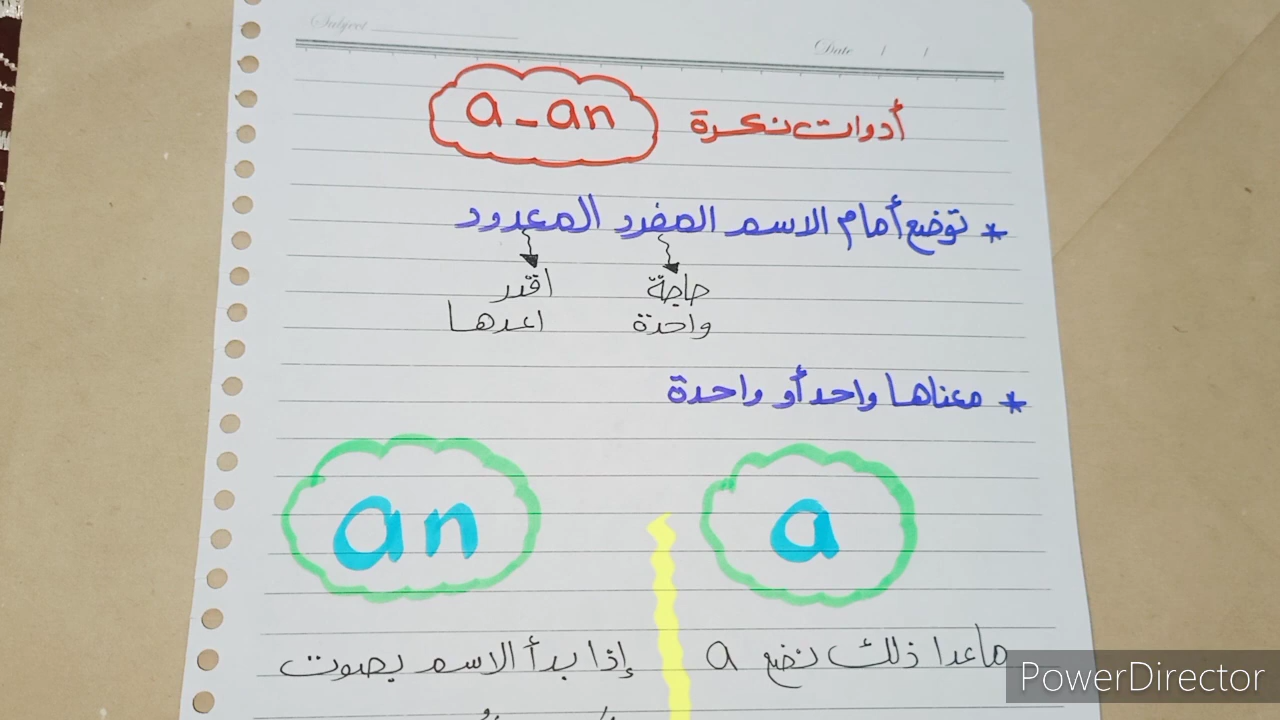 Subject
Date / /
أدوات نكرة a - an
* توضع أمام الاسم المفرد المعدود
حاجة اقدر
واحدة اعدها
* معناها واحد أو واحدة
a an
ماعدا ذلك نضع a
إذا بدأ الاسم بصوت
PowerDirector